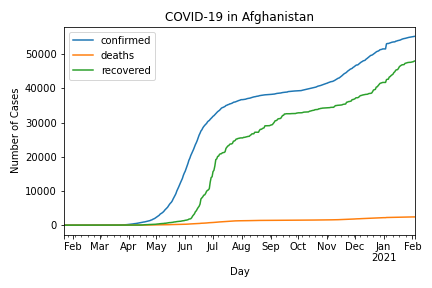 COVID-19 in Afghanistan
confirmed
deaths
recovered
Number of Cases
50000
40000
30000
20000
10000
0
Feb Mar Apr May Jun Jul Aug Sep Oct Nov Dec Jan Feb
2021
Day